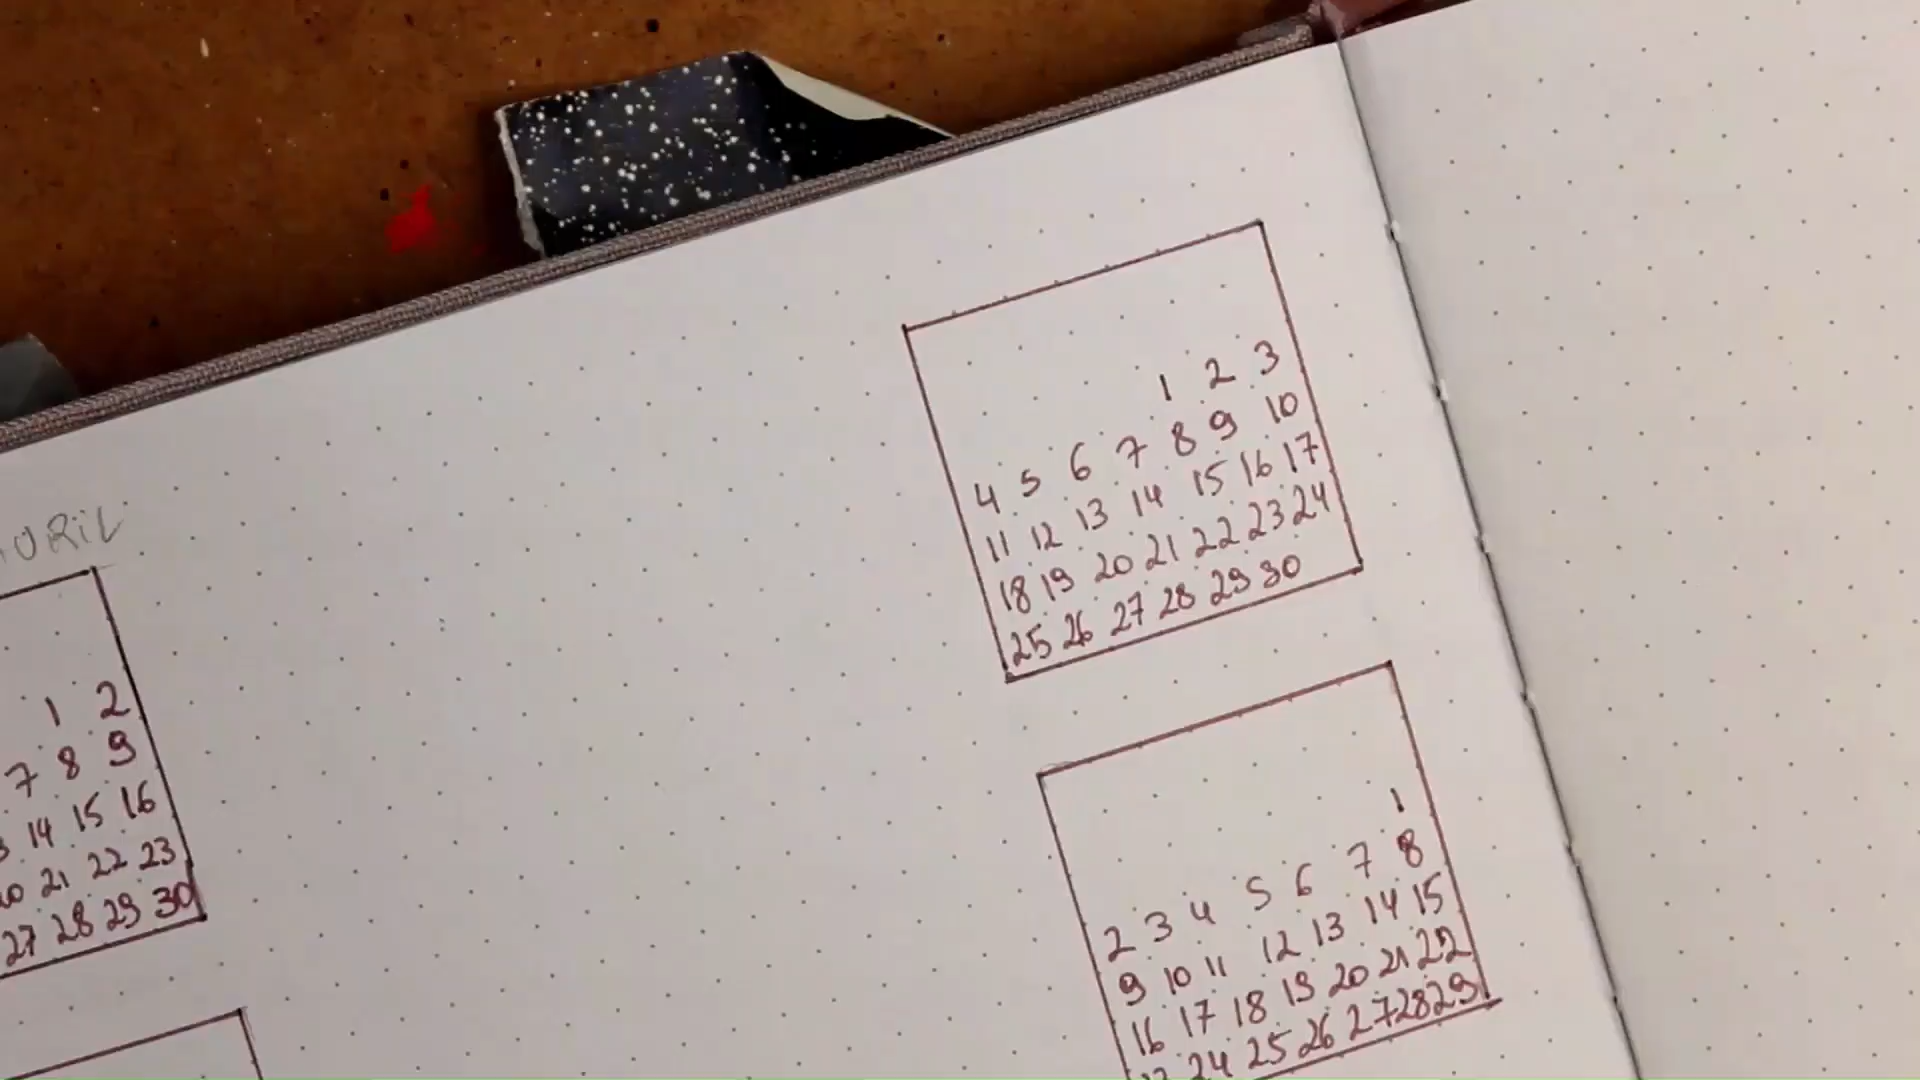 1 2 3
4 5 6 7 8 9 10
11 12 13 14 15 16 17
18 19 20 21 22 23 24
25 26 27 28 29 30
1 2
7 8 9
14 15 16
21 22 23
27 28 29 30
1
2 3 4 5 6 7 8
9 10 11 12 13 14 15
16 17 18 19 20 21 22
24 25 26 27 28 29